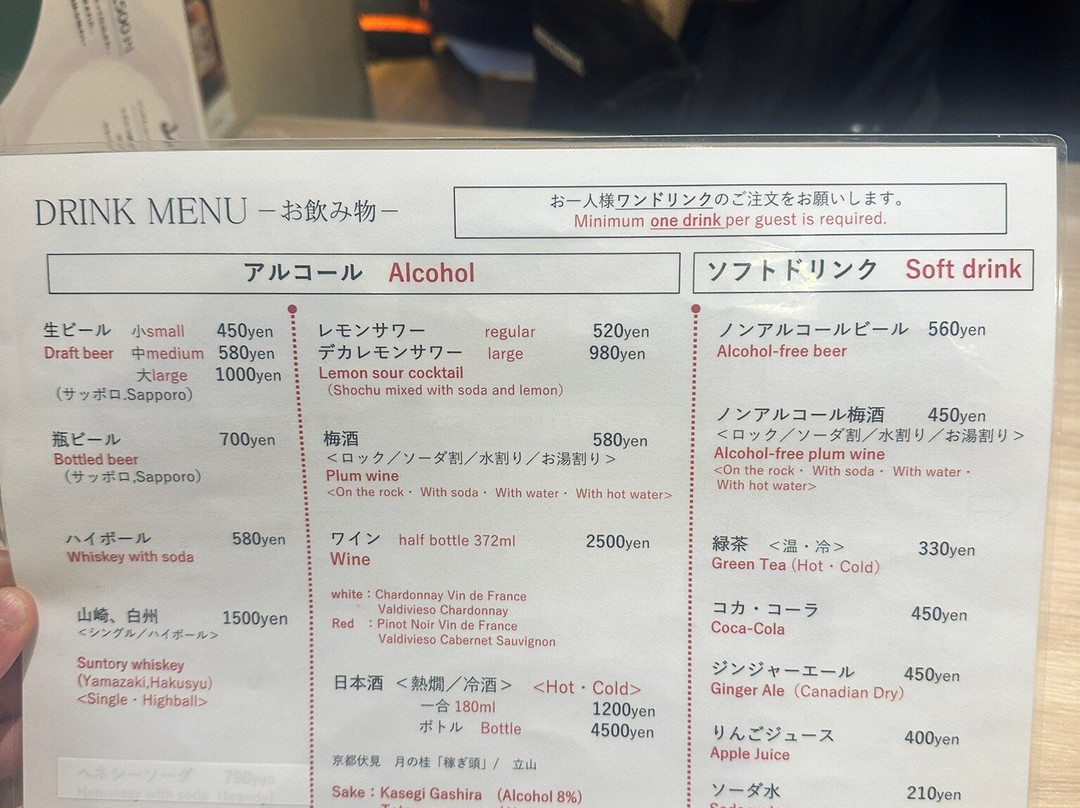 DRINK MENU －お飲み物－
お一人様ワンドリンクのご注文をお願いします。
Minimum one drink per guest is required.
アルコール Alcohol
生ビール 小small 450yen
Draft beer 中medium 580yen
大large 1000yen
（サッポロ,Sapporo）
瓶ビール 700yen
Bottled beer
（サッポロ,Sapporo）
ハイボール 580yen
Whiskey with soda
山崎、白州 1500yen
＜シングル／ハイボール＞
Suntory whiskey
(Yamazaki,Hakusyu)
<Single・Highball>
ヘネシーソーダ 790yen
Hennessy with soda (brandy)
レモンサワー regular 520yen
デカレモンサワー large 980yen
Lemon sour cocktail
（Shochu mixed with soda and lemon）
梅酒 580yen
＜ロック／ソーダ割／水割り／お湯割り＞
Plum wine
<On the rock・ With soda・ With water・ With hot water>
ワイン half bottle 372ml 2500yen
Wine
white：Chardonnay Vin de France
Valdivieso Chardonnay
Red ：Pinot Noir Vin de France
Valdivieso Cabernet Sauvignon
日本酒 ＜熱燗／冷酒＞ <Hot・Cold>
一合 180ml 1200yen
ボトル Bottle 4500yen
京都伏見 月の桂「稼ぎ頭」/ 立山
Sake：Kasegi Gashira （Alcohol 8%）
ソフトドリンク Soft drink
ノンアルコールビール 560yen
Alcohol-free beer
ノンアルコール梅酒 450yen
＜ロック／ソーダ割／水割り／お湯割り＞
Alcohol-free plum wine
<On the rock・ With soda・ With water・
With hot water>
緑茶 ＜温・冷＞ 330yen
Green Tea (Hot・Cold)
コカ・コーラ 450yen
Coca-Cola
ジンジャーエール 450yen
Ginger Ale（Canadian Dry）
りんごジュース 400yen
Apple Juice
ソーダ水 210yen